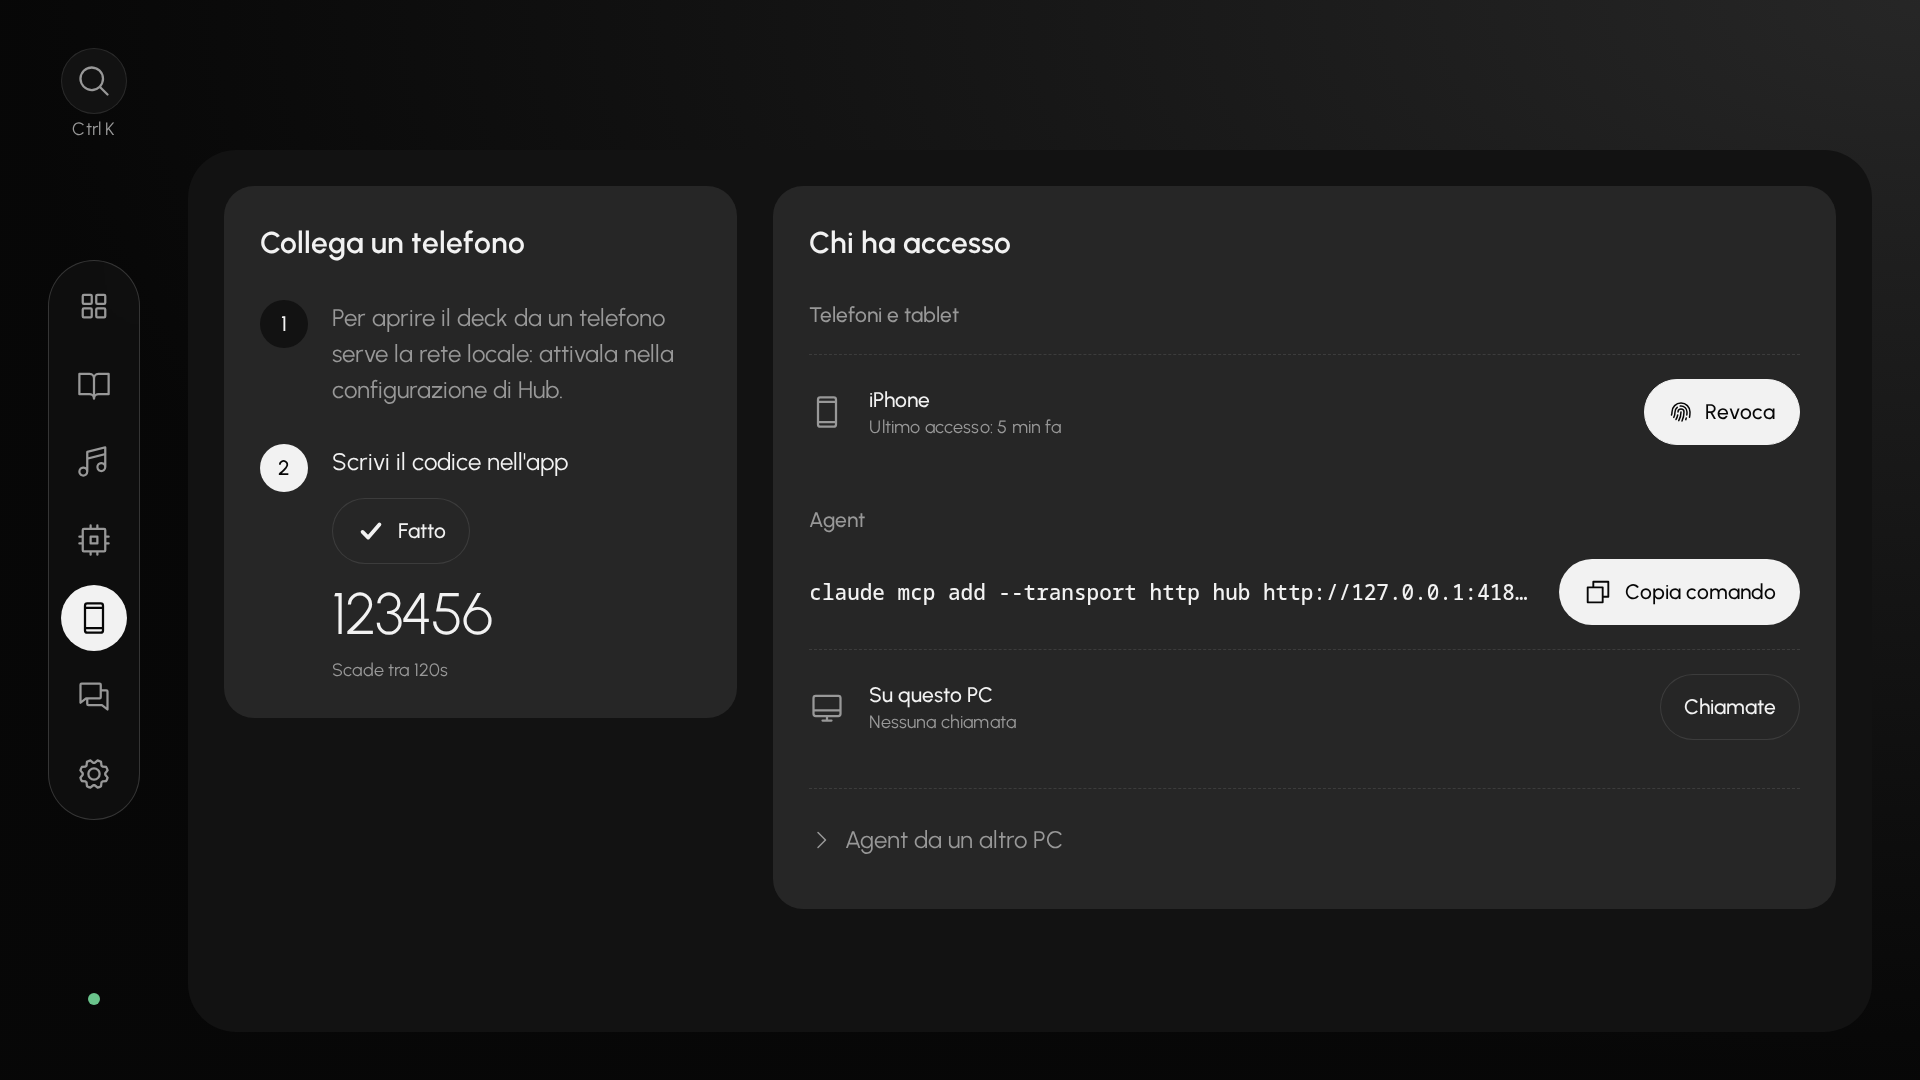 Ctrl K
Collega un telefono
1
Per aprire il deck da un telefono
serve la rete locale: attivala nella
configurazione di Hub.
2
Scrivi il codice nell'app
Fatto
123456
Scade tra 120s
Chi ha accesso
Telefoni e tablet
iPhone
Ultimo accesso: 5 min fa
Revoca
Agent
claude mcp add --transport http hub http://127.0.0.1:418…
Copia comando
Su questo PC
Nessuna chiamata
Chiamate
Agent da un altro PC